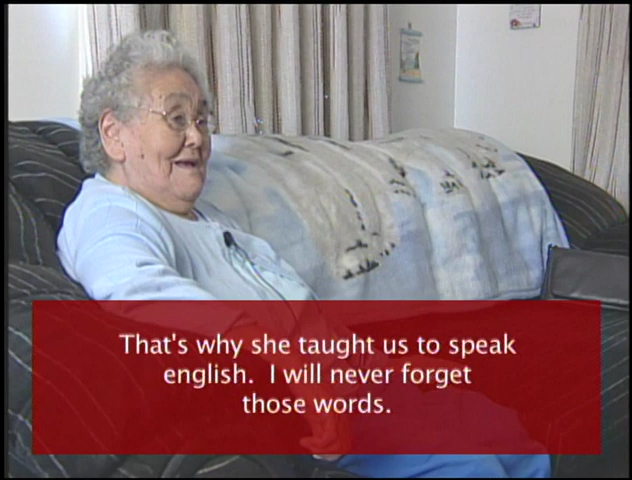 That's why she taught us to speak
english.  I will never forget
those words.